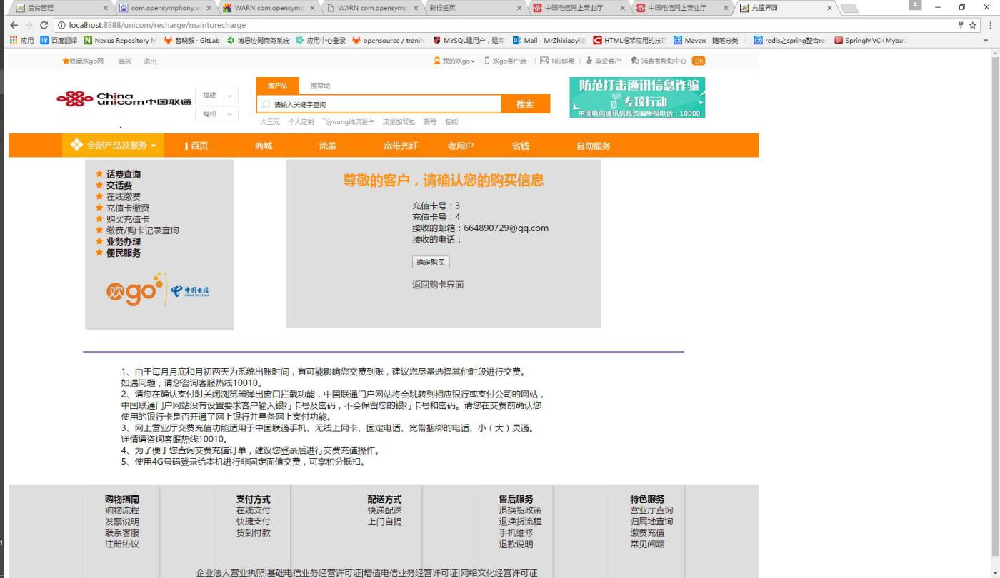 后台管理
com.opensymphony.xw
WARN com.opensymp
WARN com.opensymp
新标签页
中国电信网上营业厅
中国电信网上营业厅
充值界面
localhost:8888/unicom/recharge/maintorecharge
应用 百度翻译 Nexus Repository M 智晓毅 · GitLab 博思协同商务系统 应用中心登录 opensource / tranin MYSQL建用户，建库 Mail - MrZhixiaoyi@ HTML框架应用的技巧 Maven - 随笔分类 - redis之spring整合rec SpringMVC+Mybati »
收藏欢go网 等风 退出
我的欢go | 欢go客户端 | 189邮箱 | 政企客户 | 消费者帮助中心 En
China
unicom中国联通
福建
福州
搜产品 搜帮助
请输入关键字查询 搜索
大三元 个人定制 飞young纯流量卡 流量加餐包 靓号 智能
防范打击通讯信息诈骗
专项行动
中国电信通讯信息诈骗举报电话：10000
全部产品及服务 首页 商城 流量 宽带光纤 老用户 省钱 自助服务
话费查询
交话费
在线缴费
充值卡缴费
购买充值卡
缴费/购卡记录查询
业务办理
便民服务
欢go 中国电信
CHINA TELECOM
尊敬的客户，请确认您的购买信息
充值卡号：3
充值卡号：4
接收的邮箱：664890729@qq.com
接收的电话：
确定购买
返回购卡界面
1、由于每月月底和月初两天为系统出账时间，有可能影响您交费到账，建议您尽量选择其他时段进行交费。
如遇问题，请您咨询客服热线10010。
2、请您在确认支付时关闭浏览器弹出窗口拦截功能，中国联通门户网站将会跳转到相应银行或支付公司的网站，
中国联通门户网站没有设置要求客户输入银行卡号及密码，不会保留您的银行卡号和密码。请您在交费前确认您
使用的银行卡是否开通了网上银行并具备网上支付功能。
3、网上营业厅交费充值功能适用于中国联通手机、无线上网卡、固定电话、宽带捆绑的电话、小（大）灵通。
详情请咨询客服热线10010。
4、为了便于您查询交费充值订单，建议您登录后进行交费充值操作。
5、使用4G号码登录给本机进行非固定面值交费，可享积分抵扣。
购物指南
购物流程
发票说明
联系客服
注册协议
支付方式
在线支付
快捷支付
货到付款
配送方式
快递配送
上门自提
售后服务
退换货政策
退换货流程
手机维修
退款说明
特色服务
营业厅查询
归属地查询
缴费充值
常见问题
企业法人营业执照|基础电信业务经营许可证|增值电信业务经营许可证|网络文化经营许可证